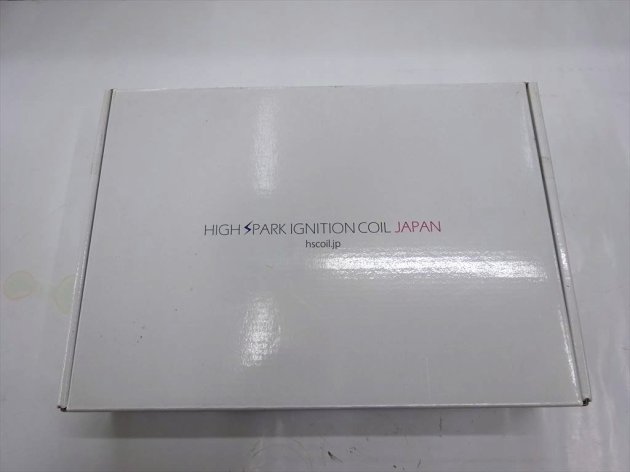 HIGH SPARK IGNITION COIL JAPAN
hscoil.jp